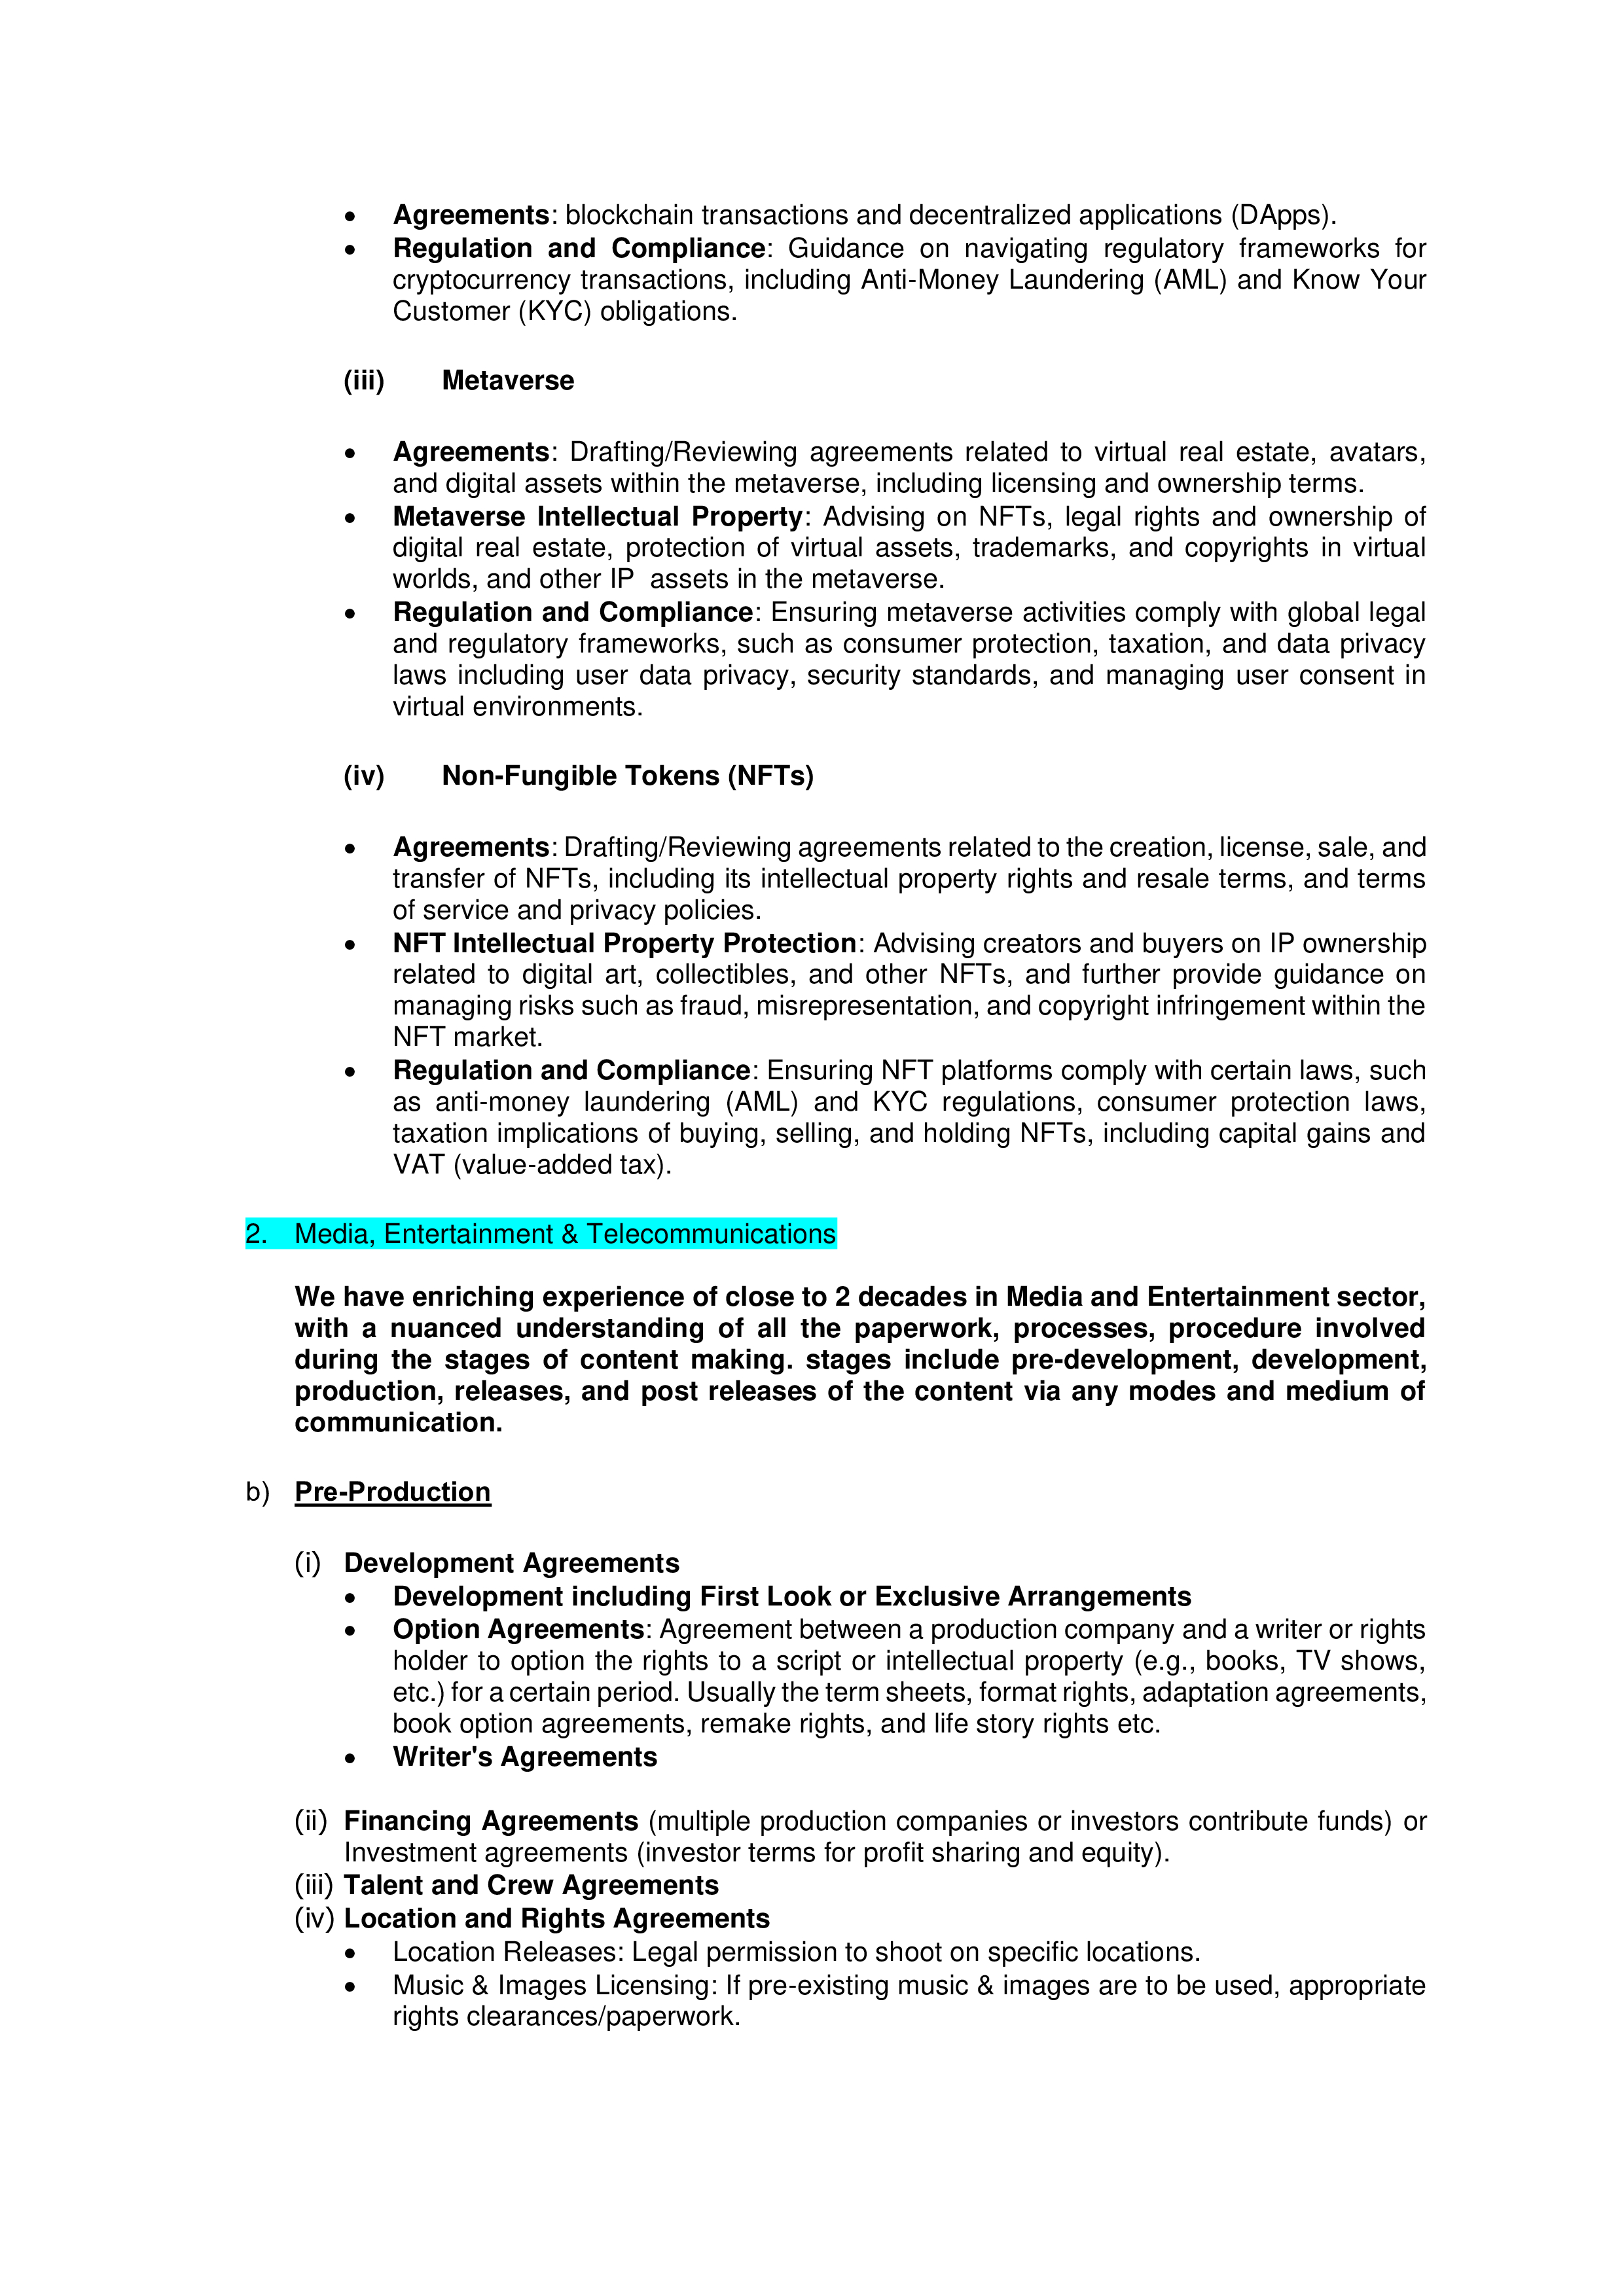 • Agreements: blockchain transactions and decentralized applications (DApps).
• Regulation and Compliance: Guidance on navigating regulatory frameworks for
cryptocurrency transactions, including Anti-Money Laundering (AML) and Know Your
Customer (KYC) obligations.
(iii) Metaverse
• Agreements: Drafting/Reviewing agreements related to virtual real estate, avatars,
and digital assets within the metaverse, including licensing and ownership terms.
• Metaverse Intellectual Property: Advising on NFTs, legal rights and ownership of
digital real estate, protection of virtual assets, trademarks, and copyrights in virtual
worlds, and other IP  assets in the metaverse.
• Regulation and Compliance: Ensuring metaverse activities comply with global legal
and regulatory frameworks, such as consumer protection, taxation, and data privacy
laws including user data privacy, security standards, and managing user consent in
virtual environments.
(iv) Non-Fungible Tokens (NFTs)
• Agreements: Drafting/Reviewing agreements related to the creation, license, sale, and
transfer of NFTs, including its intellectual property rights and resale terms, and terms
of service and privacy policies.
• NFT Intellectual Property Protection: Advising creators and buyers on IP ownership
related to digital art, collectibles, and other NFTs, and further provide guidance on
managing risks such as fraud, misrepresentation, and copyright infringement within the
NFT market.
• Regulation and Compliance: Ensuring NFT platforms comply with certain laws, such
as anti-money laundering (AML) and KYC regulations, consumer protection laws,
taxation implications of buying, selling, and holding NFTs, including capital gains and
VAT (value-added tax).
2. Media, Entertainment & Telecommunications
We have enriching experience of close to 2 decades in Media and Entertainment sector,
with a nuanced understanding of all the paperwork, processes, procedure involved
during the stages of content making. stages include pre-development, development,
production, releases, and post releases of the content via any modes and medium of
communication.
b) Pre-Production
(i) Development Agreements
• Development including First Look or Exclusive Arrangements
• Option Agreements: Agreement between a production company and a writer or rights
holder to option the rights to a script or intellectual property (e.g., books, TV shows,
etc.) for a certain period. Usually the term sheets, format rights, adaptation agreements,
book option agreements, remake rights, and life story rights etc.
• Writer's Agreements
(ii) Financing Agreements (multiple production companies or investors contribute funds) or
Investment agreements (investor terms for profit sharing and equity).
(iii) Talent and Crew Agreements
(iv) Location and Rights Agreements
• Location Releases: Legal permission to shoot on specific locations.
• Music & Images Licensing: If pre-existing music & images are to be used, appropriate
rights clearances/paperwork.